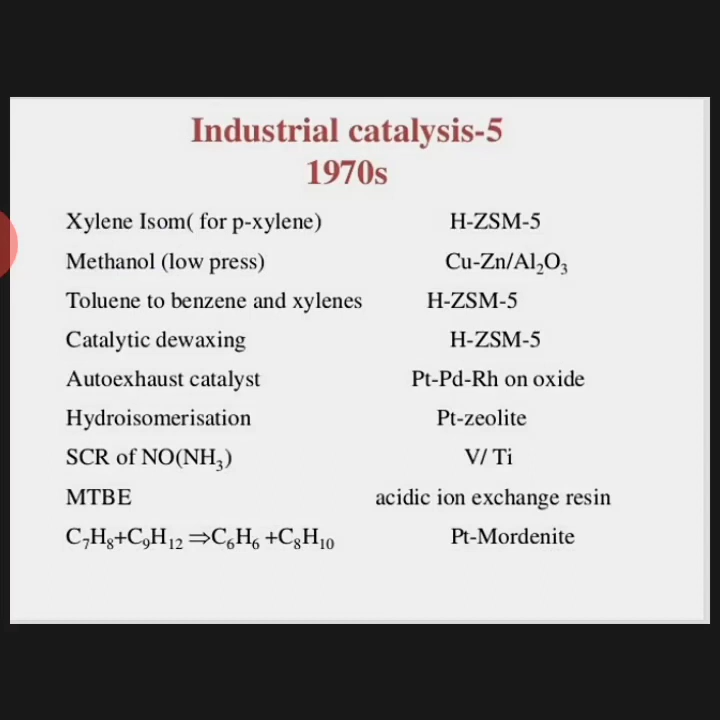 Industrial catalysis-5
1970s
Xylene Isom( for p-xylene) H-ZSM-5
Methanol (low press) Cu-Zn/Al₂O₃
Toluene to benzene and xylenes H-ZSM-5
Catalytic dewaxing H-ZSM-5
Autoexhaust catalyst Pt-Pd-Rh on oxide
Hydroisomerisation Pt-zeolite
SCR of NO(NH₃) V/ Ti
MTBE acidic ion exchange resin
C₇H₈+C₉H₁₂ ⇒C₆H₆ +C₈H₁₀ Pt-Mordenite